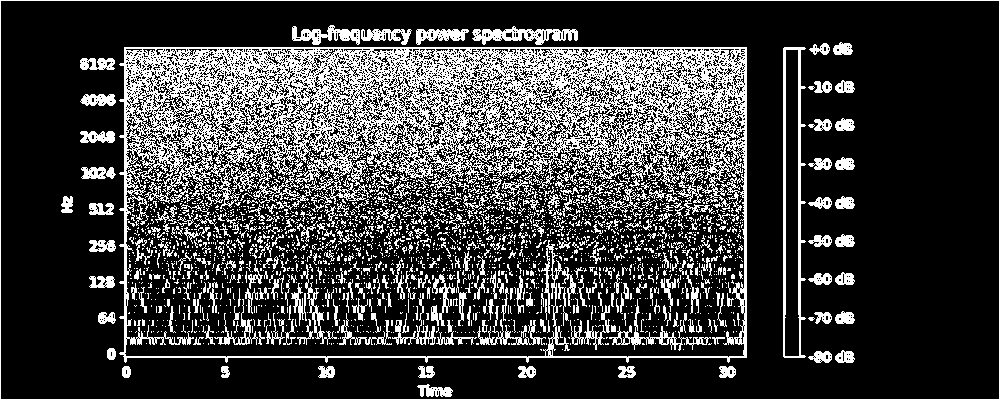 Log-frequency power spectrogram
+0 dB
8192
-10 dB
4096
-20 dB
2048
-30 dB
1024
-40 dB
Hz
512
-50 dB
256
-60 dB
128
-70 dB
64
-80 dB
0
0 5 10 15 20 25 30
Time